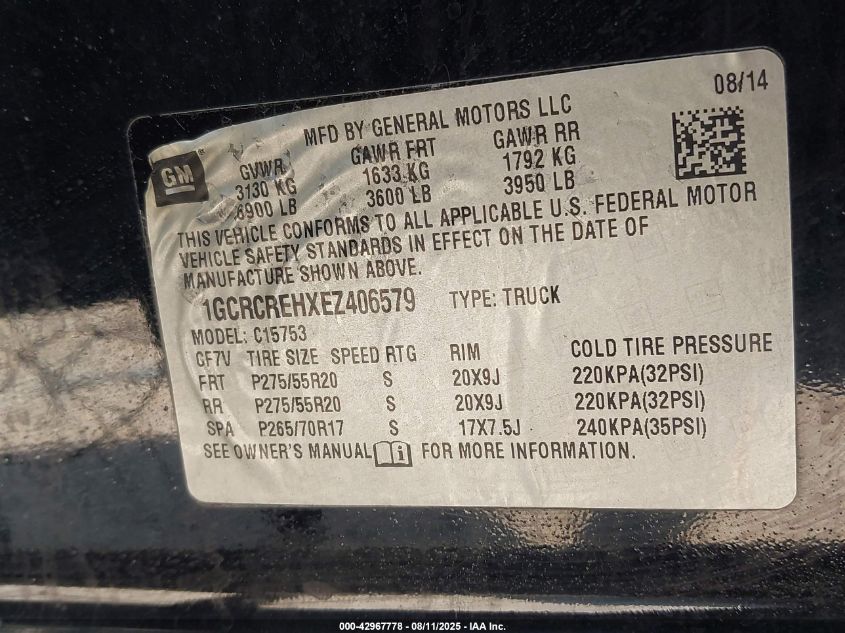 08/14
MFD BY GENERAL MOTORS LLC
GM
GVWR GAWR FRT GAWR RR
3130 KG 1633 KG 1792 KG
6900 LB 3600 LB 3950 LB
THIS VEHICLE CONFORMS TO ALL APPLICABLE U.S. FEDERAL MOTOR
VEHICLE SAFETY STANDARDS IN EFFECT ON THE DATE OF
MANUFACTURE SHOWN ABOVE.
1GCRCREHXEZ406579 TYPE: TRUCK
MODEL: C15753
CF7V TIRE SIZE SPEED RTG RIM COLD TIRE PRESSURE
FRT P275/55R20 S 20X9J 220KPA(32PSI)
RR P275/55R20 S 20X9J 220KPA(32PSI)
SPA P265/70R17 S 17X7.5J 240KPA(35PSI)
SEE OWNER'S MANUAL FOR MORE INFORMATION.
000-42967778 - 08/11/2025 - IAA Inc.